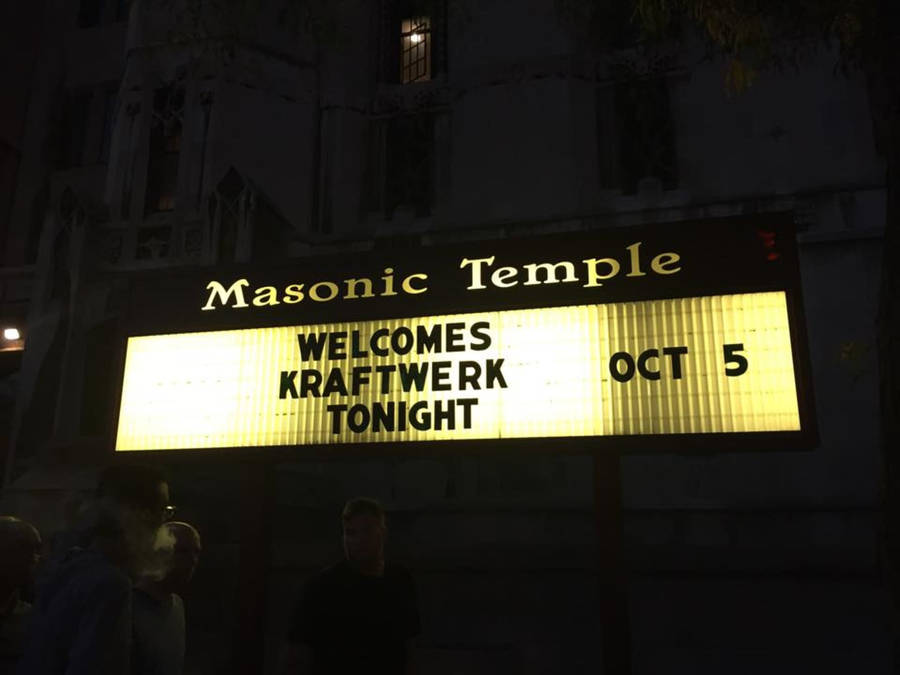 Masonic Temple
WELCOMES
KRAFTWERK
TONIGHT
OCT 5